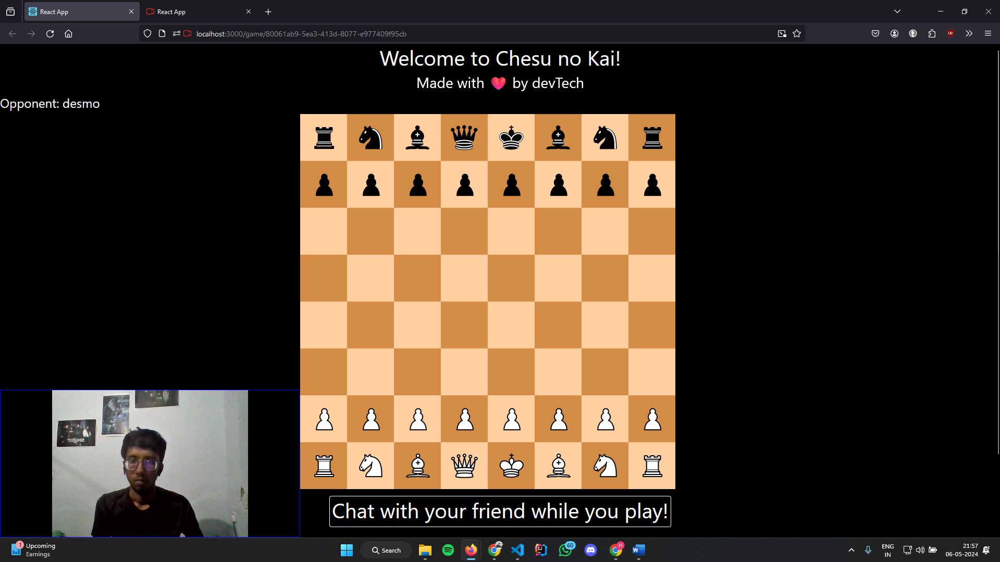 React App
React App
localhost:3000/game/80061ab9-5ea3-413d-8077-e977409f95cb
Welcome to Chesu no Kai!
Made with ❤ by devTech
Opponent: desmo
Chat with your friend while you play!
1
Upcoming
Earnings
Search
60
H
ENG
IN
21:57
06-05-2024